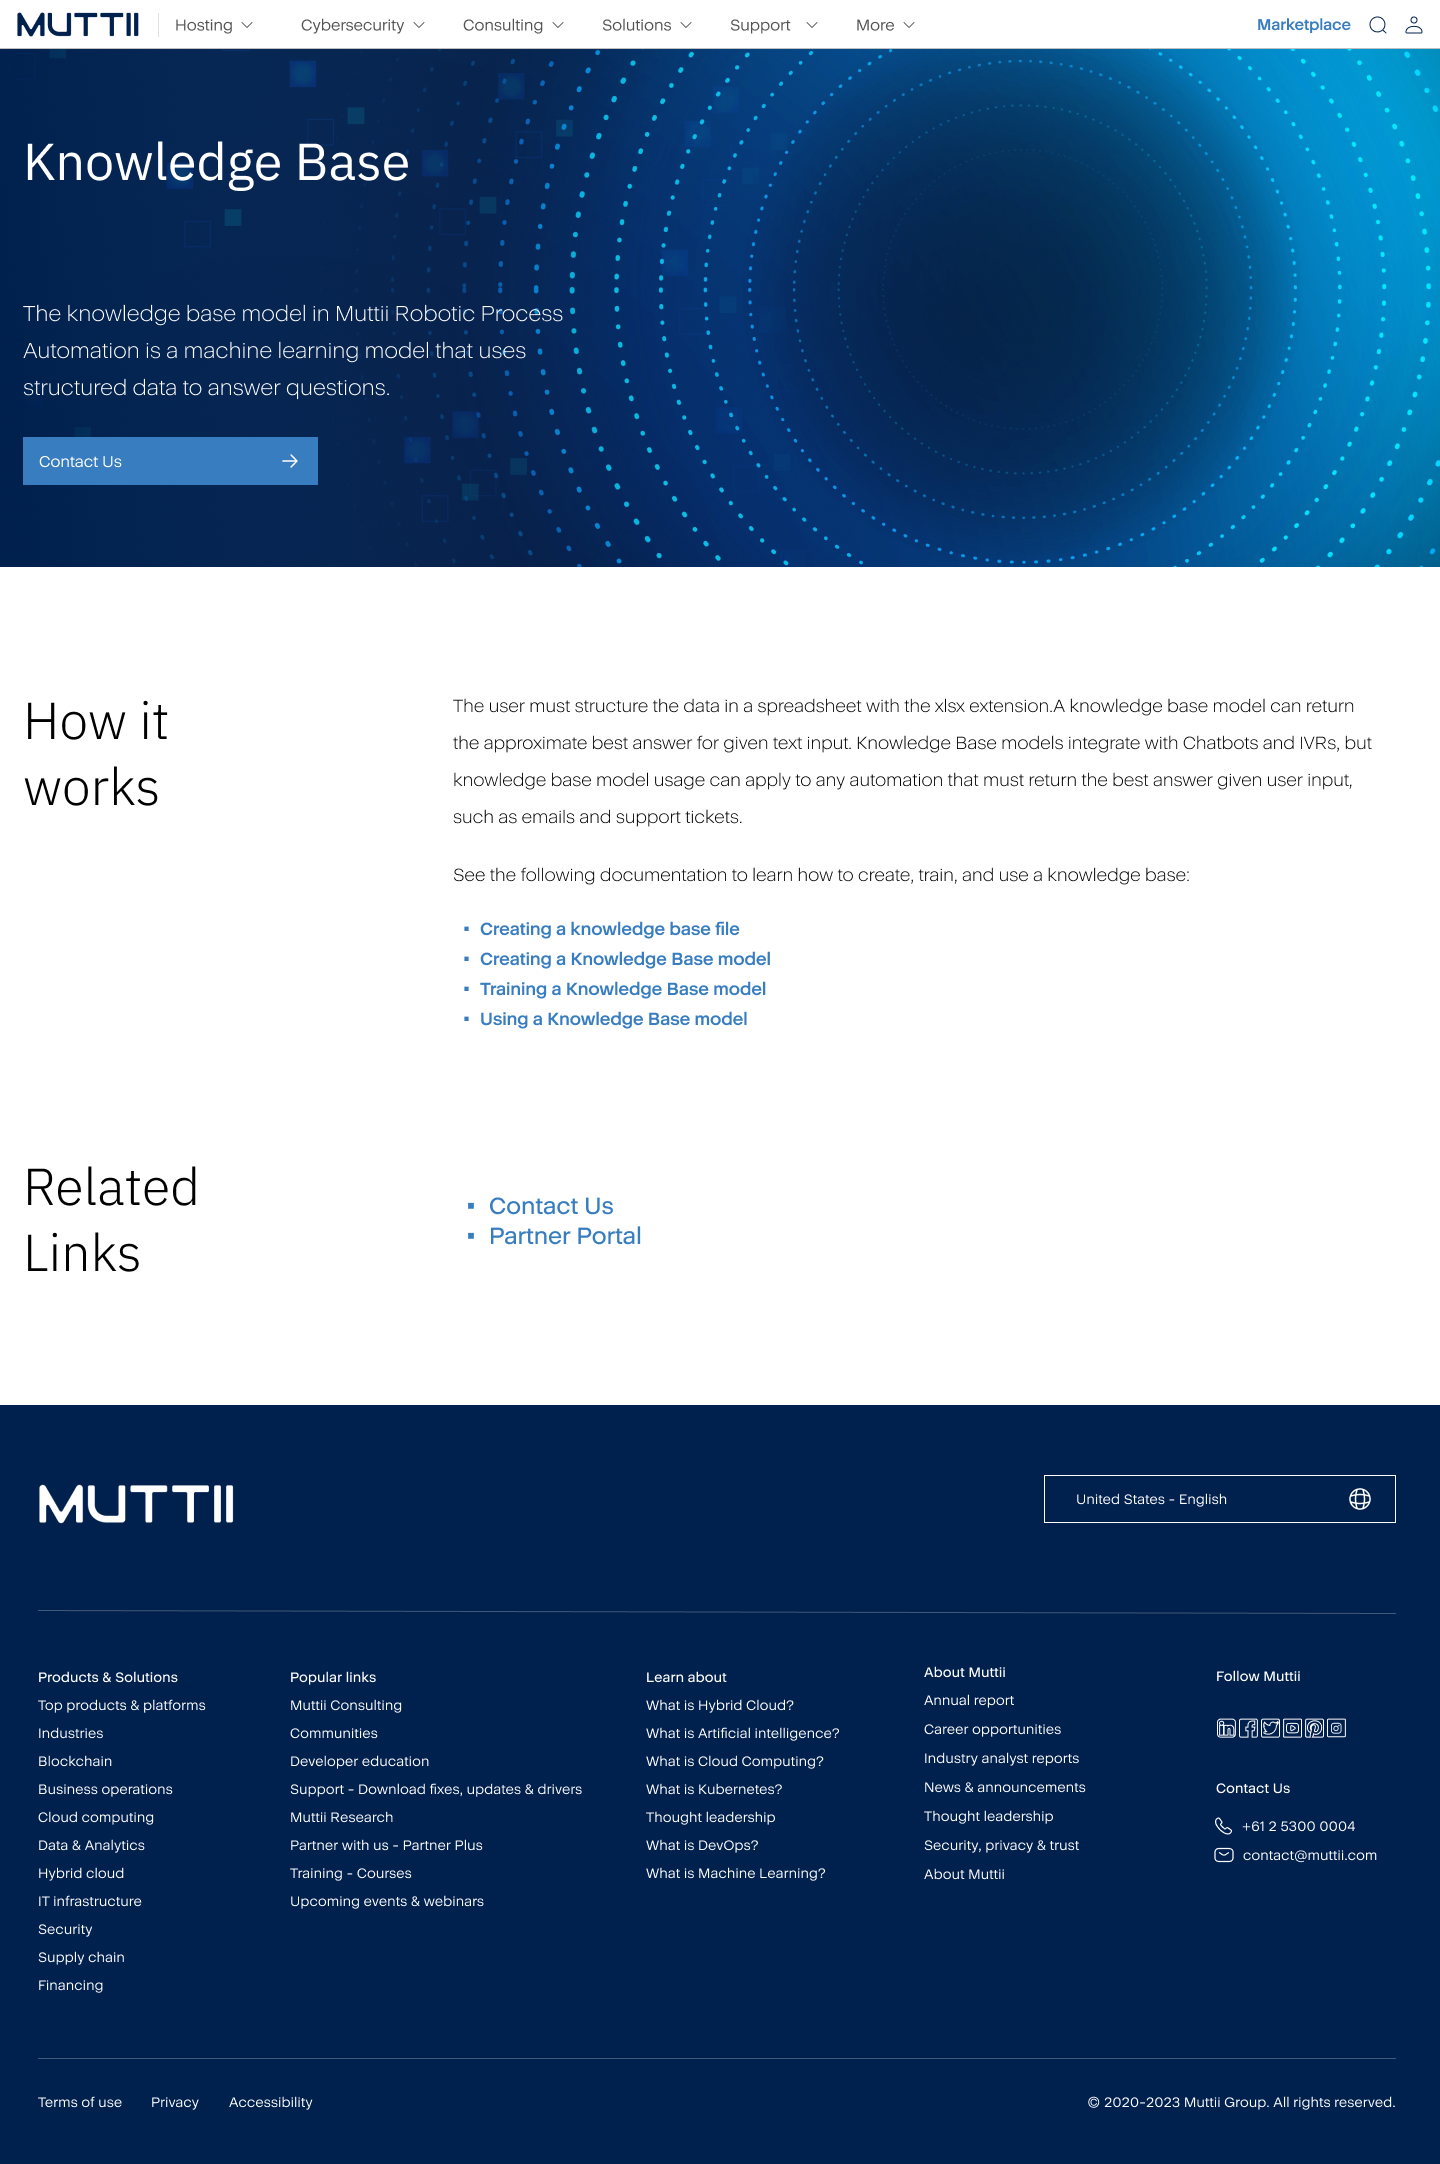 MUTTII
Hosting
Cybersecurity
Consulting
Solutions
Support
More
Marketplace
Knowledge Base
The knowledge base model in Muttii Robotic Process
Automation is a machine learning model that uses
structured data to answer questions.
Contact Us
How it
works
The user must structure the data in a spreadsheet with the xlsx extension.A knowledge base model can return
the approximate best answer for given text input. Knowledge Base models integrate with Chatbots and IVRs, but
knowledge base model usage can apply to any automation that must return the best answer given user input,
such as emails and support tickets.
See the following documentation to learn how to create, train, and use a knowledge base:
Creating a knowledge base file
Creating a Knowledge Base model
Training a Knowledge Base model
Using a Knowledge Base model
Related
Links
Contact Us
Partner Portal
MUTTII
United States - English
Products & Solutions
Top products & platforms
Industries
Blockchain
Business operations
Cloud computing
Data & Analytics
Hybrid cloud
IT infrastructure
Security
Supply chain
Financing
Popular links
Muttii Consulting
Communities
Developer education
Support - Download fixes, updates & drivers
Muttii Research
Partner with us - Partner Plus
Training - Courses
Upcoming events & webinars
Learn about
What is Hybrid Cloud?
What is Artificial intelligence?
What is Cloud Computing?
What is Kubernetes?
Thought leadership
What is DevOps?
What is Machine Learning?
About Muttii
Annual report
Career opportunities
Industry analyst reports
News & announcements
Thought leadership
Security, privacy & trust
About Muttii
Follow Muttii
Contact Us
+61 2 5300 0004
contact@muttii.com
Terms of use
Privacy
Accessibility
© 2020-2023 Muttii Group. All rights reserved.